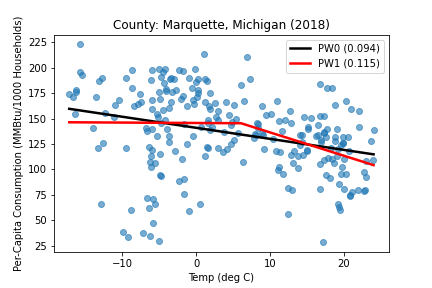 County: Marquette, Michigan (2018)
Per-Capita Consumption (MMBtu/1000 Households)
225
200
175
150
125
100
75
50
25
PW0 (0.094)
PW1 (0.115)
−10
0
10
20
Temp (deg C)